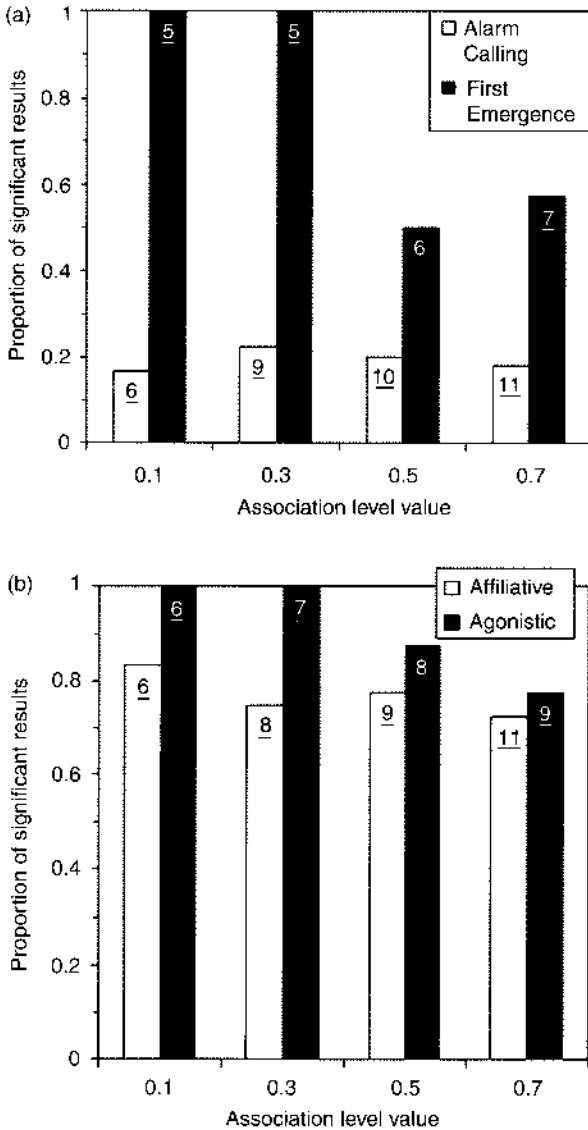 (a)
1
0.8
0.6
0.4
0.2
0
Proportion of significant results
Alarm
Calling
First
Emergence
5
5
6
7
6
9
10
11
0.1 0.3 0.5 0.7
Association level value
(b)
1
0.8
0.6
0.4
0.2
0
Proportion of significant results
Affiliative
Agonistic
6
7
8
9
6
8
9
11
0.1 0.3 0.5 0.7
Association level value